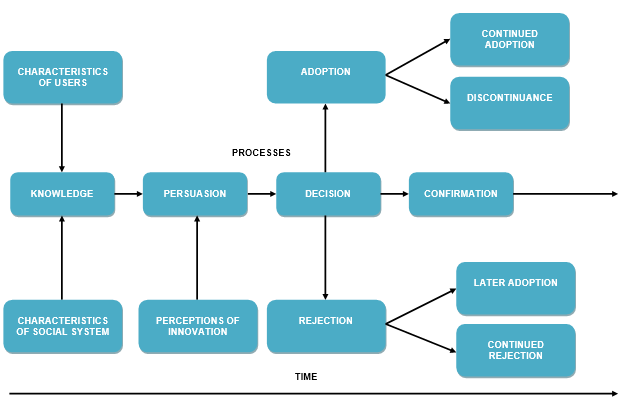 CONTINUED
ADOPTION
CHARACTERISTICS
OF USERS
ADOPTION
DISCONTINUANCE
PROCESSES
KNOWLEDGE
PERSUASION
DECISION
CONFIRMATION
LATER ADOPTION
CHARACTERISTICS
OF SOCIAL SYSTEM
PERCEPTIONS OF
INNOVATION
REJECTION
CONTINUED
REJECTION
TIME